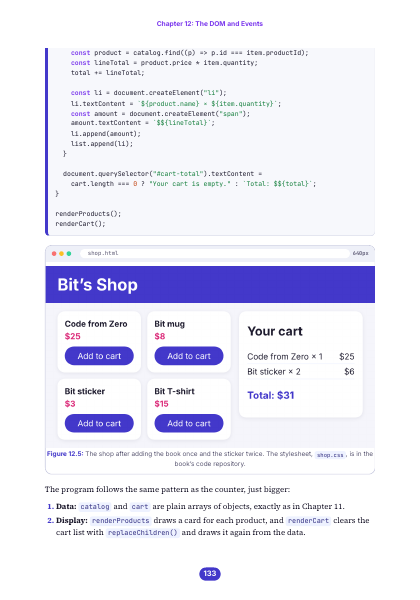 Chapter 12: The DOM and Events
const product = catalog.find((p) => p.id === item.productId);
const lineTotal = product.price * item.quantity;
total += lineTotal;
const li = document.createElement("li");
li.textContent = `${product.name} × ${item.quantity}`;
const amount = document.createElement("span");
amount.textContent = `$${lineTotal}`;
li.append(amount);
list.append(li);
}
document.querySelector("#cart-total").textContent =
cart.length === 0 ? "Your cart is empty." : `Total: $${total}`;
}
renderProducts();
renderCart();
shop.html
640px
Bit's Shop
Code from Zero
$25
Add to cart
Bit mug
$8
Add to cart
Bit sticker
$3
Add to cart
Bit T-shirt
$15
Add to cart
Your cart
Code from Zero × 1 $25
Bit sticker × 2 $6
Total: $31
Figure 12.5: The shop after adding the book once and the sticker twice. The stylesheet, shop.css, is in the
book's code repository.
The program follows the same pattern as the counter, just bigger:
1. Data: catalog and cart are plain arrays of objects, exactly as in Chapter 11.
2. Display: renderProducts draws a card for each product, and renderCart clears the
cart list with replaceChildren() and draws it again from the data.
133